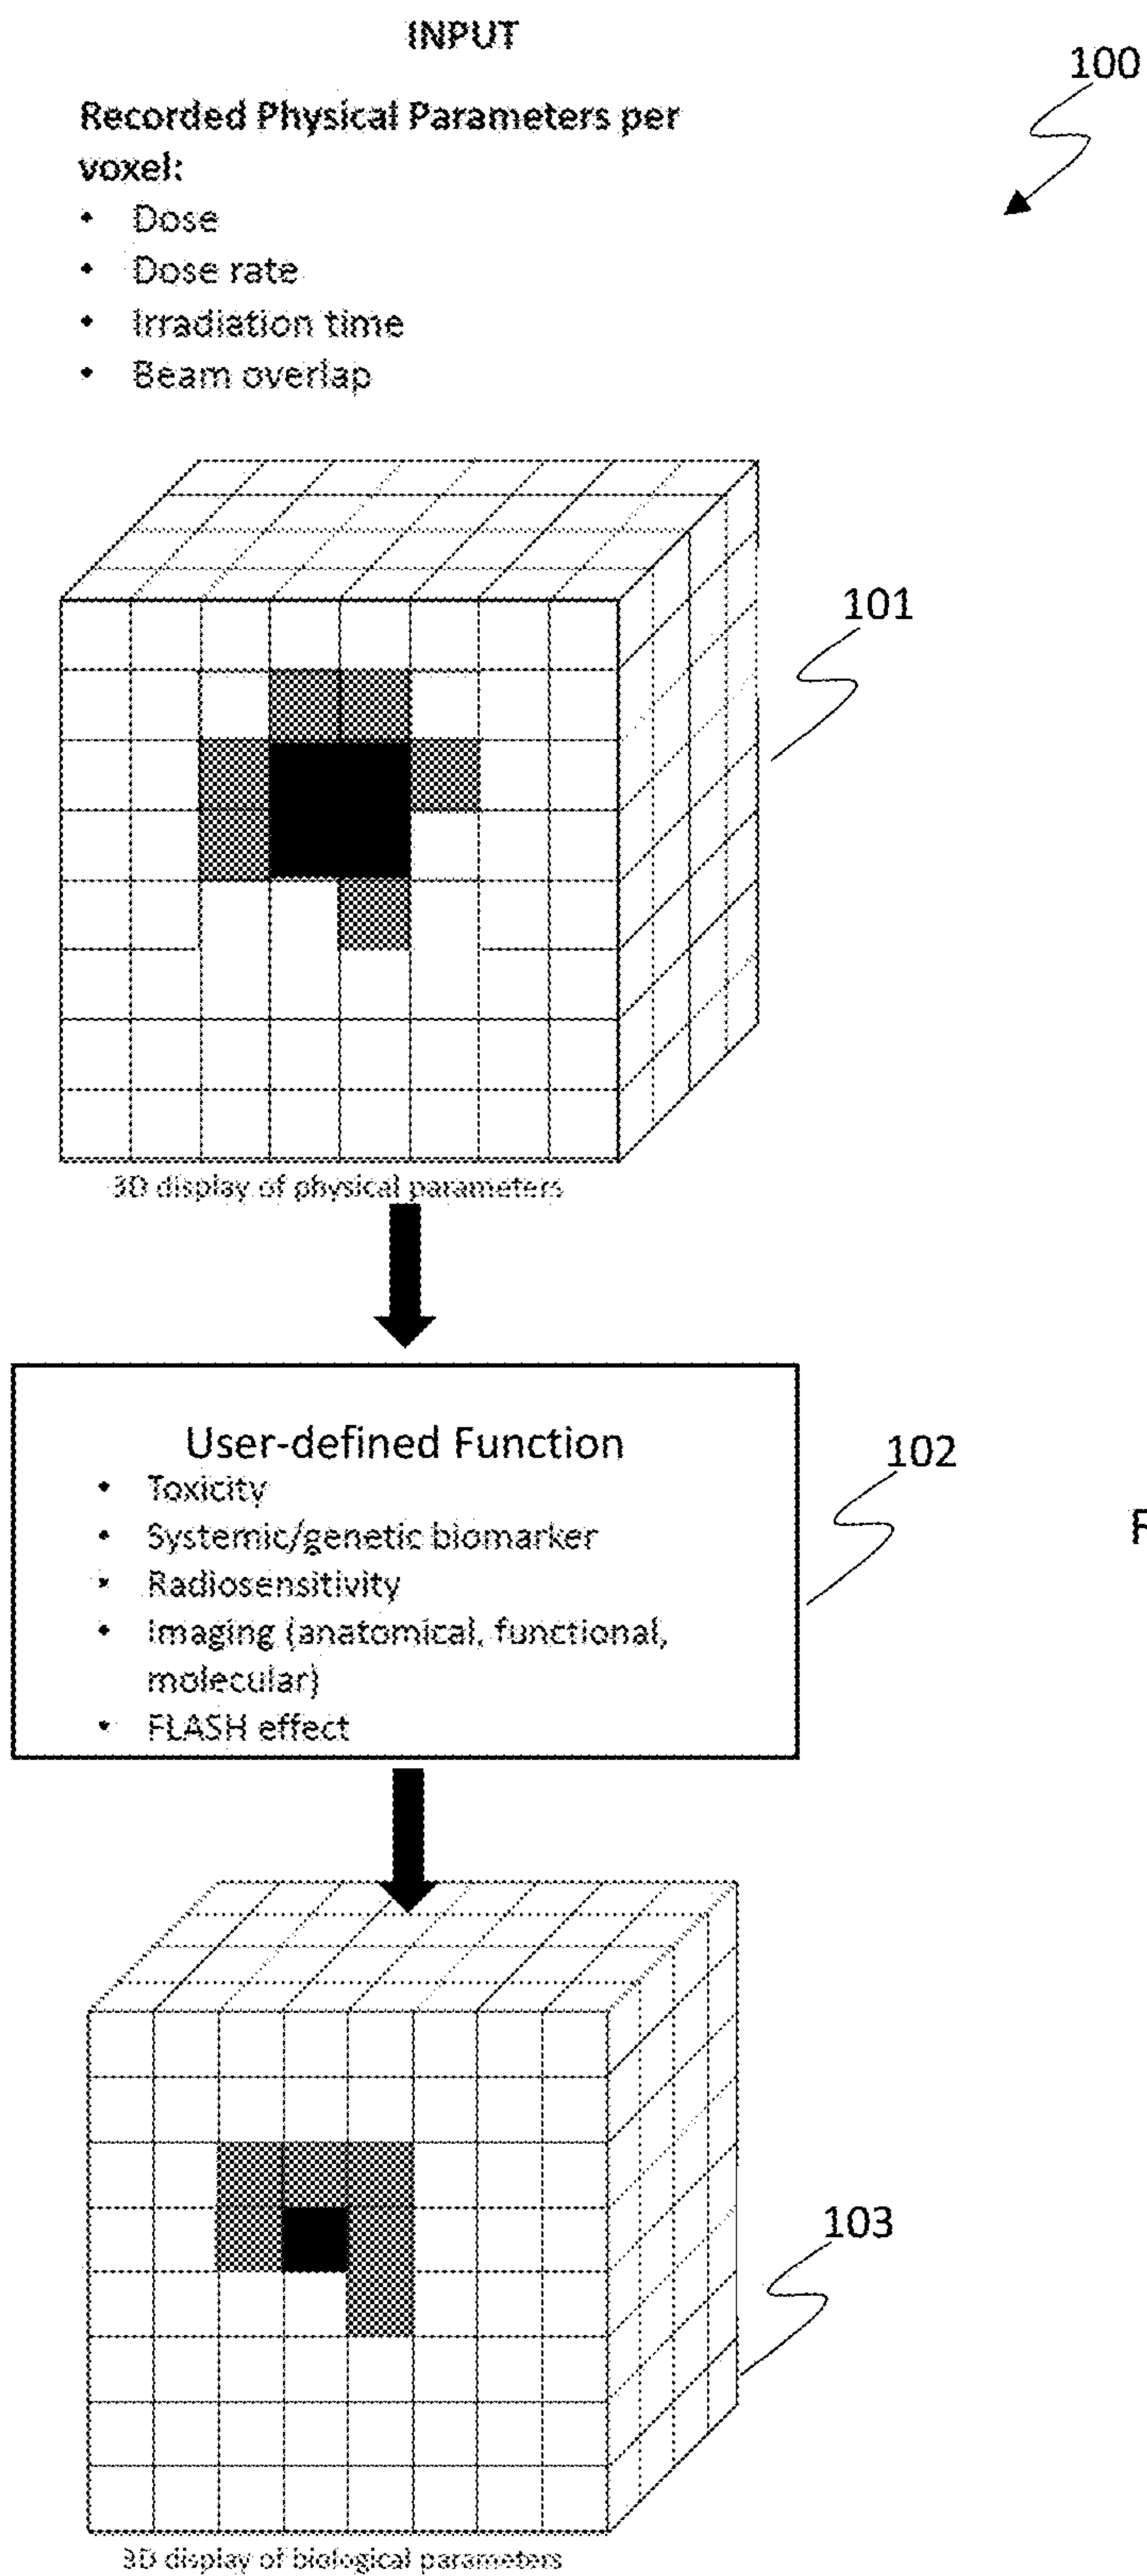 INPUT
100
Recorded Physical Parameters per
voxel:
• Dose
• Dose rate
• Irradiation time
• Beam overlap
101
3D display of physical parameters
User-defined Function
102
• Toxicity
• Systemic/genetic biomarker
• Radiosensitivity
• Imaging (anatomical, functional,
molecular)
• FLASH effect
F
103
3D display of biological parameters